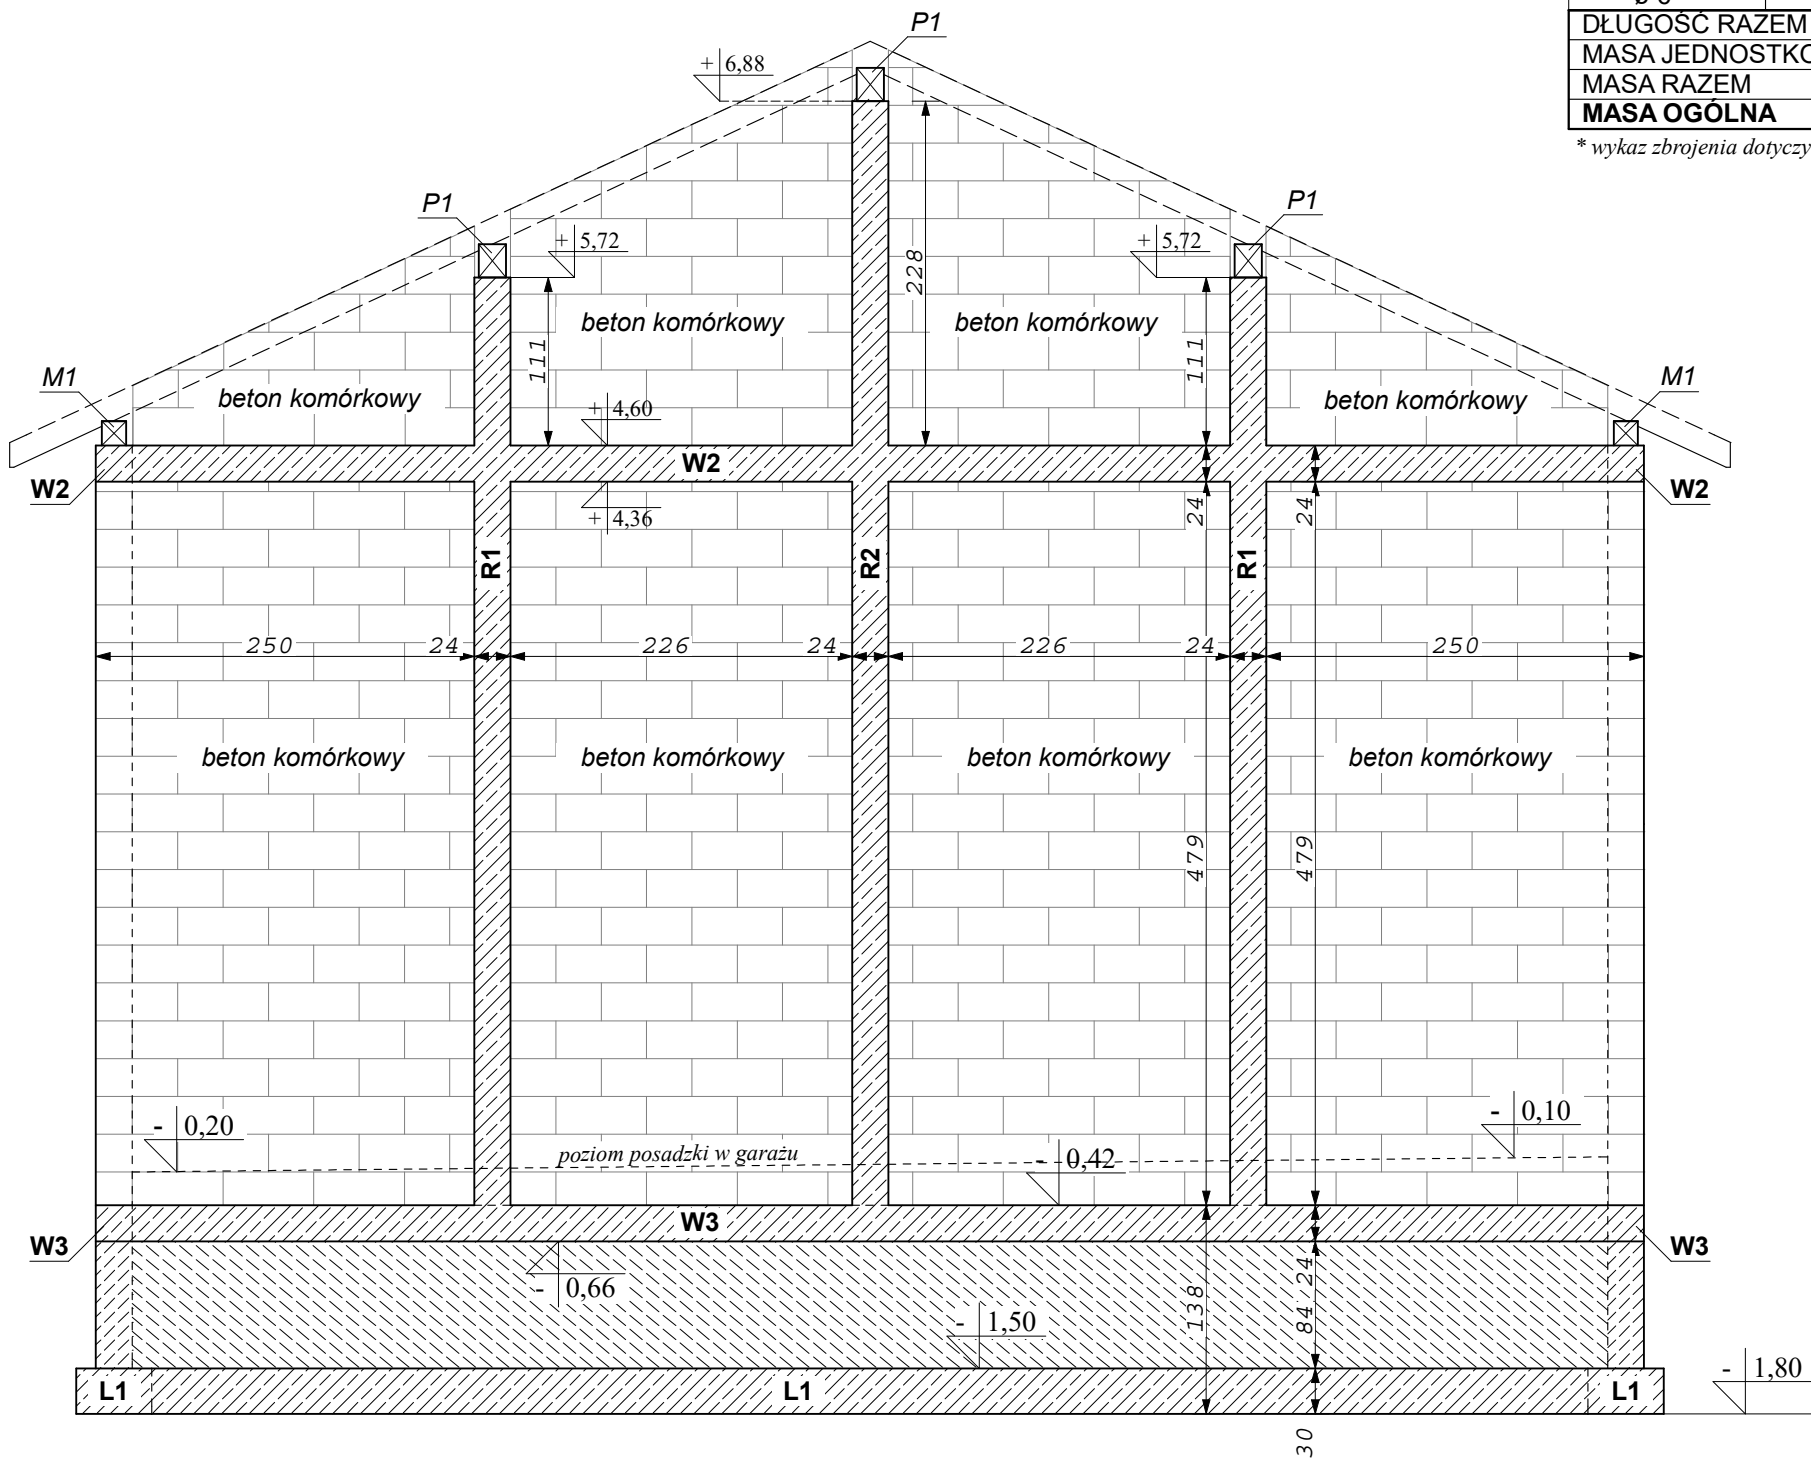 P1
+ 6,88
ø 8
DŁUGOŚĆ RAZEM
MASA JEDNOSTKO
MASA RAZEM
MASA OGÓLNA
* wykaz zbrojenia dotyczy
P1
P1
+ 5,72
+ 5,72
228
beton komórkowy
beton komórkowy
111
111
M1
M1
beton komórkowy
beton komórkowy
+ 4,60
W2
W2
W2
+ 4,36
24
24
R1
R2
R1
250
24
226
24
226
24
250
beton komórkowy
beton komórkowy
beton komórkowy
beton komórkowy
479
479
- 0,20
- 0,10
poziom posadzki w garażu
- 0,42
W3
W3
W3
- 0,66
24
138
84
- 1,50
- 1,80
L1
L1
L1
30